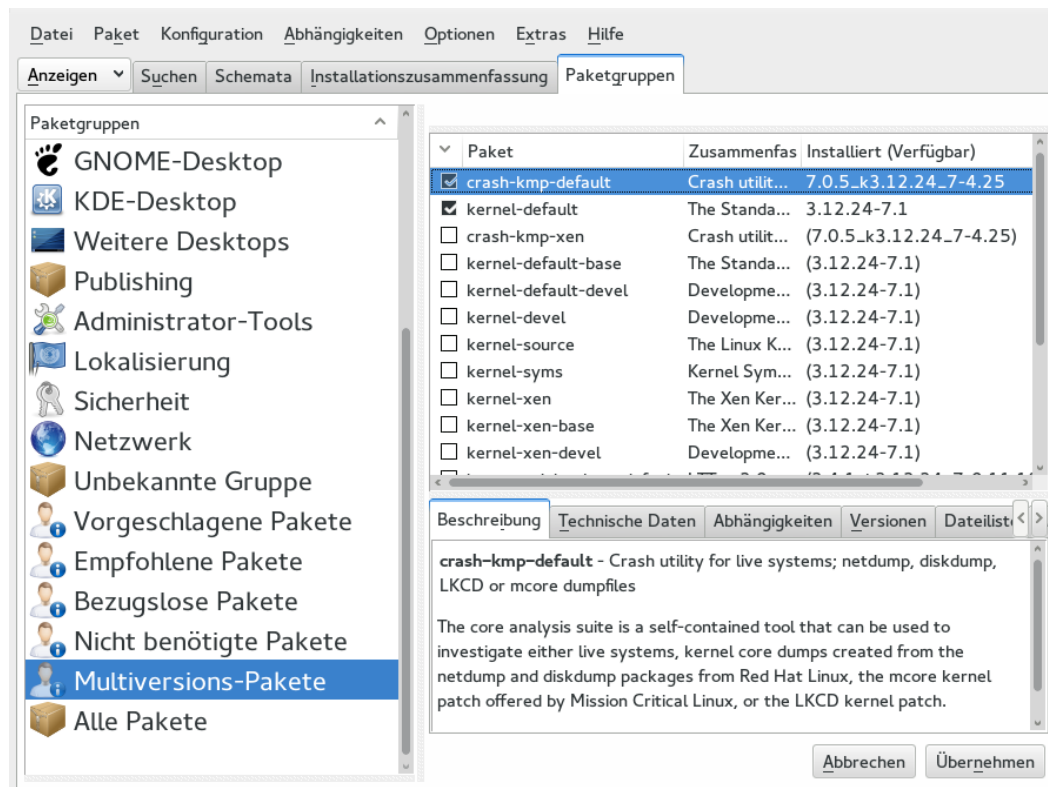 Datei Paket Konfiguration Abhängigkeiten Optionen Extras Hilfe
Anzeigen Suchen Schemata Installationszusammenfassung Paketgruppen
Paketgruppen
GNOME-Desktop
KDE-Desktop
Weitere Desktops
Publishing
Administrator-Tools
Lokalisierung
Sicherheit
Netzwerk
Unbekannte Gruppe
Vorgeschlagene Pakete
Empfohlene Pakete
Bezugslose Pakete
Nicht benötigte Pakete
Multiversions-Pakete
Alle Pakete
Paket Zusammenfas Installiert (Verfügbar)
crash-kmp-default Crash utilit... 7.0.5_k3.12.24_7-4.25
kernel-default The Standa... 3.12.24-7.1
crash-kmp-xen Crash utilit... (7.0.5_k3.12.24_7-4.25)
kernel-default-base The Standa... (3.12.24-7.1)
kernel-default-devel Developme... (3.12.24-7.1)
kernel-devel Developme... (3.12.24-7.1)
kernel-source The Linux K... (3.12.24-7.1)
kernel-syms Kernel Sym... (3.12.24-7.1)
kernel-xen The Xen Ker... (3.12.24-7.1)
kernel-xen-base The Xen Ker... (3.12.24-7.1)
kernel-xen-devel Developme... (3.12.24-7.1)
Beschreibung Technische Daten Abhängigkeiten Versionen Dateiliste
crash-kmp-default - Crash utility for live systems; netdump, diskdump,
LKCD or mcore dumpfiles
The core analysis suite is a self-contained tool that can be used to
investigate either live systems, kernel core dumps created from the
netdump and diskdump packages from Red Hat Linux, the mcore kernel
patch offered by Mission Critical Linux, or the LKCD kernel patch.
Abbrechen Übernehmen